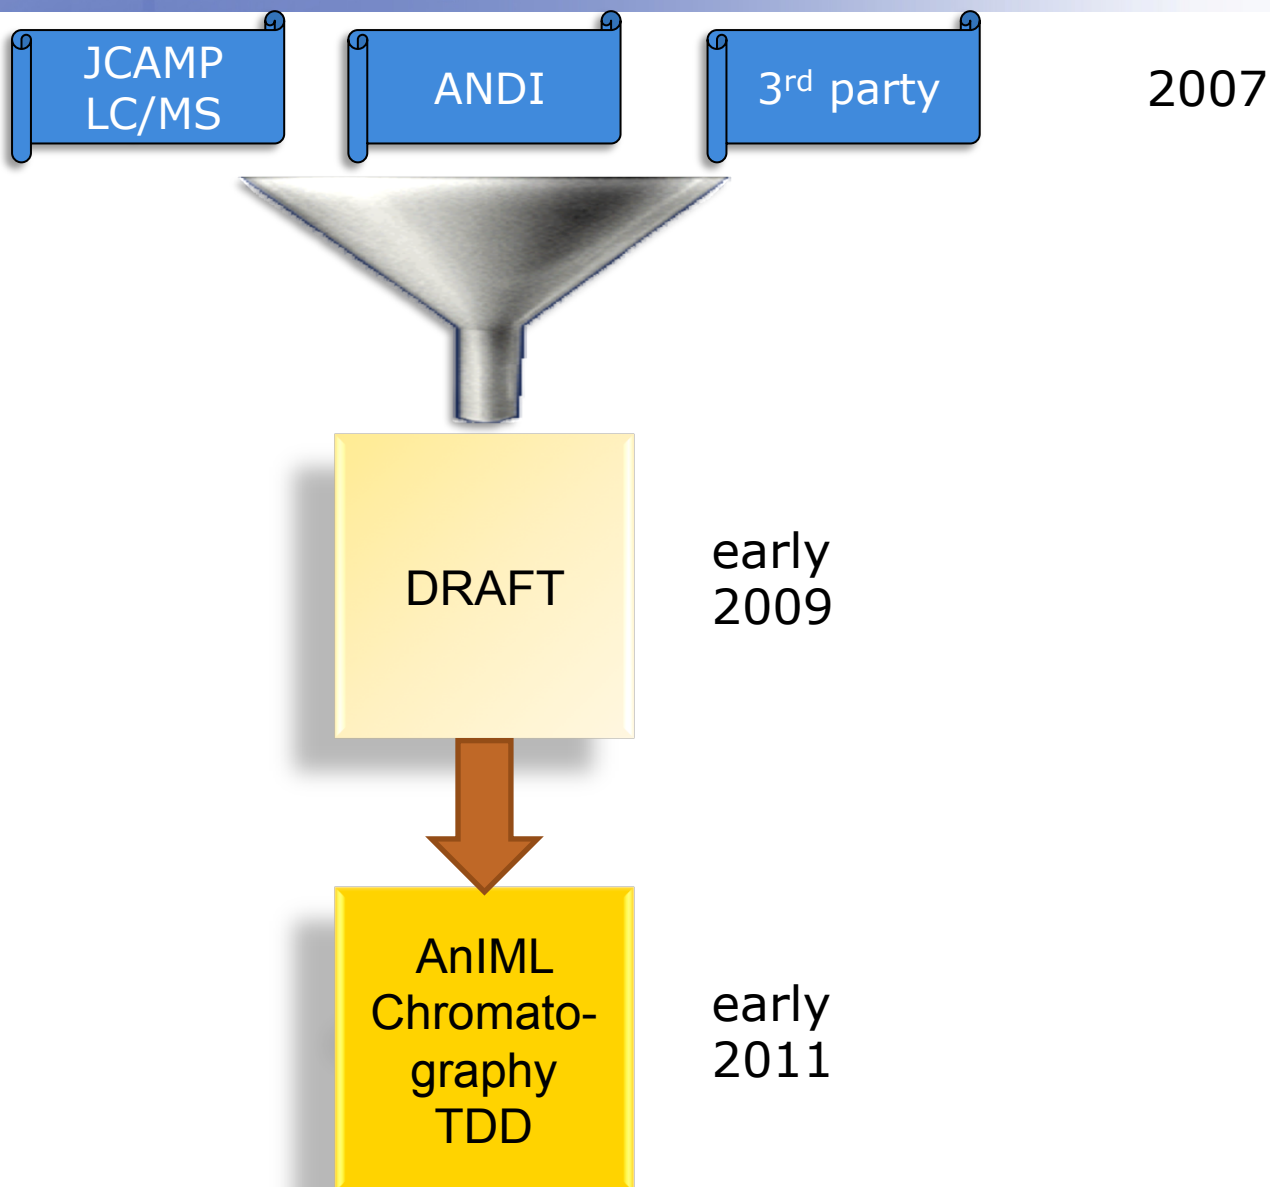 JCAMP
LC/MS
ANDI
3rd party
2007
DRAFT
early
2009
AnIML
Chromato-
graphy
TDD
early
2011